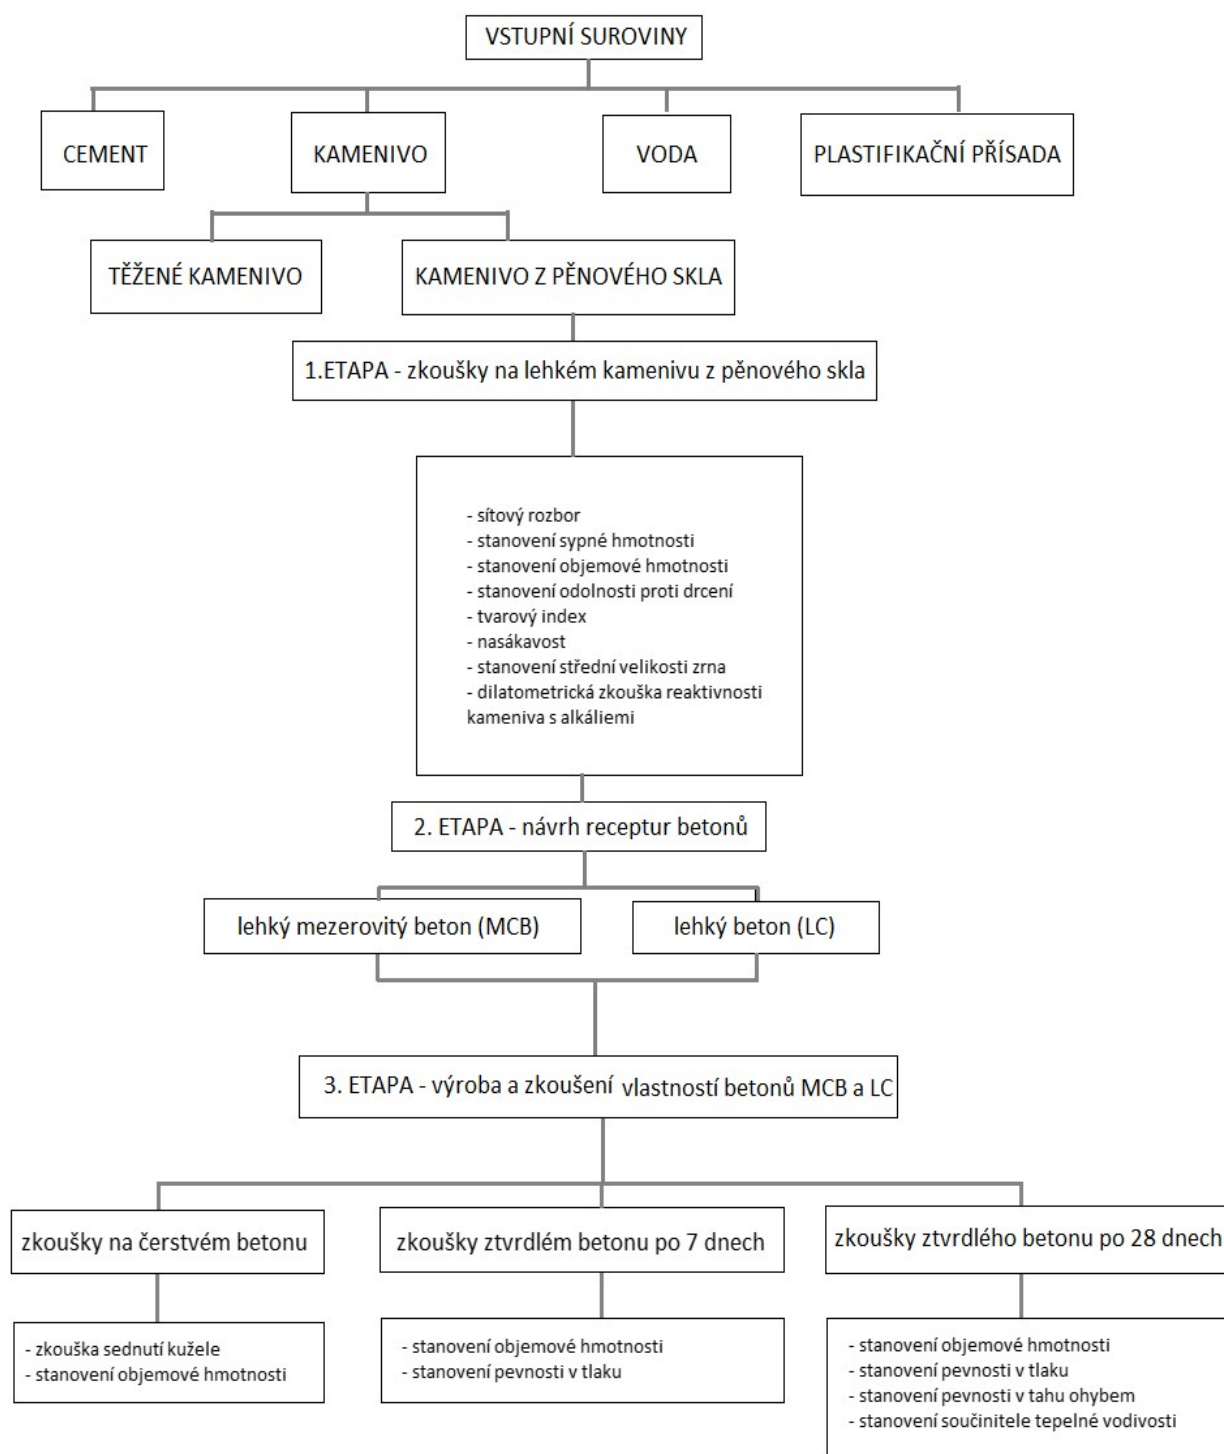 VSTUPNÍ SUROVINY
CEMENT
KAMENIVO
VODA
PLASTIFIKAČNÍ PŘÍSADA
TĚŽENÉ KAMENIVO
KAMENIVO Z PĚNOVÉHO SKLA
1.ETAPA - zkoušky na lehkém kamenivu z pěnového skla
- sítový rozbor
- stanovení sypné hmotnosti
- stanovení objemové hmotnosti
- stanovení odolnosti proti drcení
- tvarový index
- nasákavost
- stanovení střední velikosti zrna
- dilatometrická zkouška reaktivnosti
kameniva s alkáliemi
2. ETAPA - návrh receptur betonů
lehký mezerovitý beton (MCB)
lehký beton (LC)
3. ETAPA - výroba a zkoušení vlastností betonů MCB a LC
zkoušky na čerstvém betonu
zkoušky ztvrdlém betonu po 7 dnech
zkoušky ztvrdlého betonu po 28 dnech
- zkouška sednutí kužele
- stanovení objemové hmotnosti
- stanovení objemové hmotnosti
- stanovení pevnosti v tlaku
- stanovení objemové hmotnosti
- stanovení pevnosti v tlaku
- stanovení pevnosti v tahu ohybem
- stanovení součinitele tepelné vodivosti